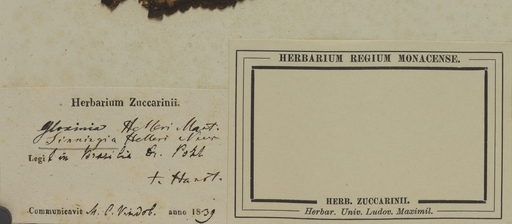 Herbarium Zuccarinii.
Gloxinia Helleri Mart.
Sinningia Helleri Nees
Legit in Brasilia Dr. Pohl
Communicavit M. C. Vindob. anno 1839
HERBARIUM REGIUM MONACENSE.
HERB. ZUCCARINII.
Herbar. Univ. Ludov. Maximil.